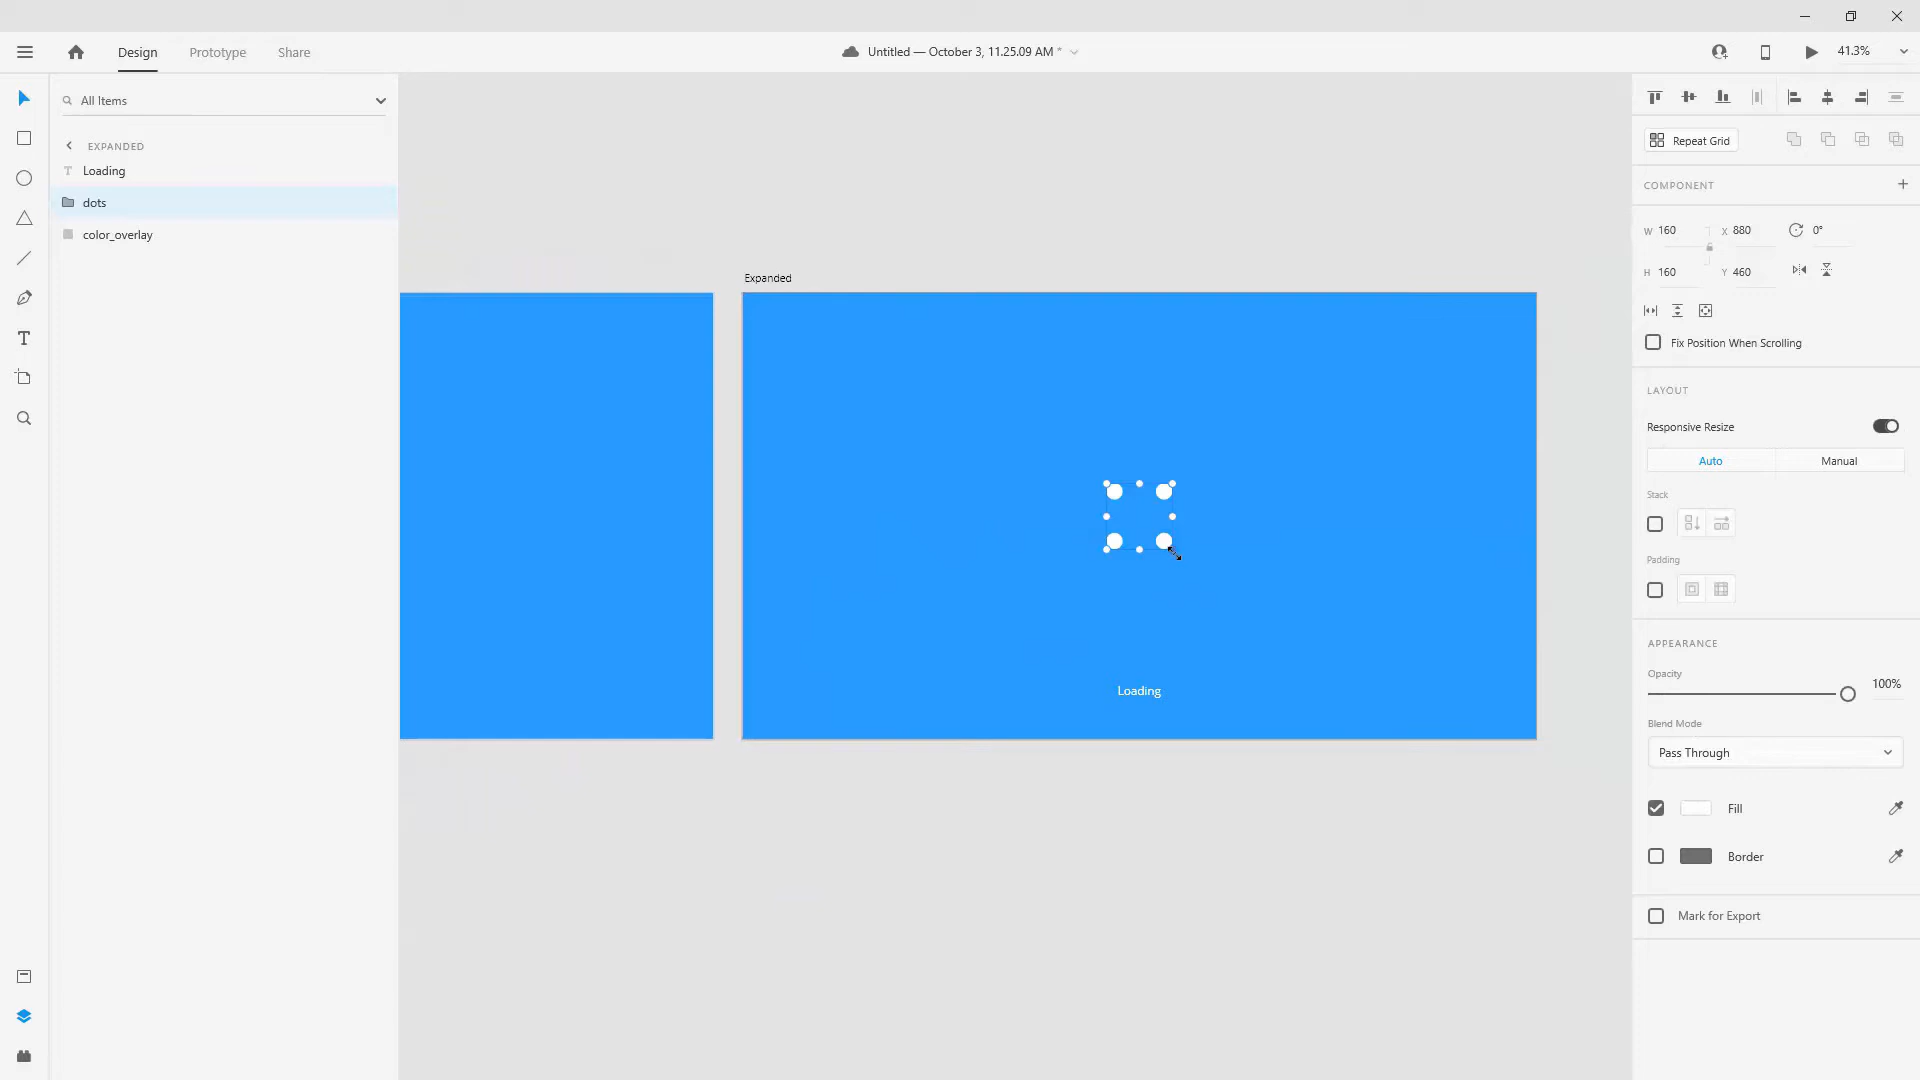 Design Prototype Share
Untitled — October 3, 11.25.09 AM *
41.3%
All Items
EXPANDED
Loading
dots
color_overlay
Expanded
Loading
Repeat Grid
COMPONENT
W 160 X 880 0°
H 160 Y 460
Fix Position When Scrolling
LAYOUT
Responsive Resize
Auto Manual
Stack
Padding
APPEARANCE
Opacity
100%
Blend Mode
Pass Through
Fill
Border
Mark for Export